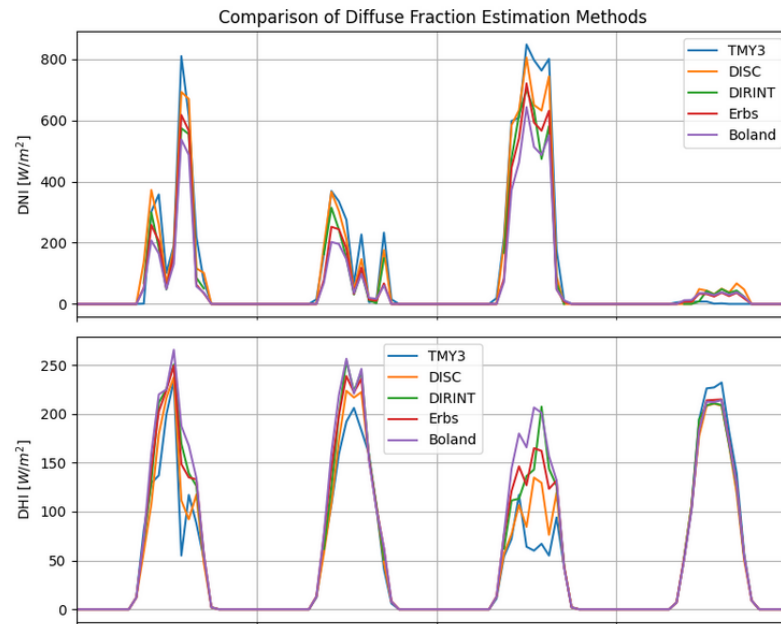 Comparison of Diffuse Fraction Estimation Methods
800
600
400
200
0
DNI [W/m²]
TMY3
DISC
DIRINT
Erbs
Boland
250
200
150
100
50
0
DHI [W/m²]
TMY3
DISC
DIRINT
Erbs
Boland